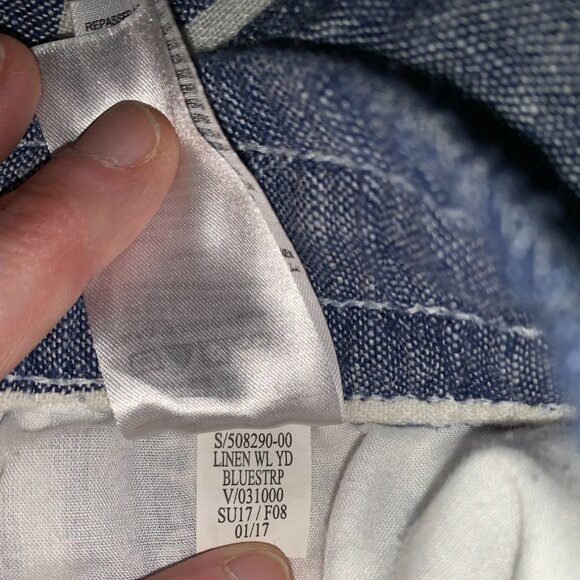 REPASSER
S/508290-00
LINEN WL YD
BLUESTRP
V/031000
SU17 / F08
01/17